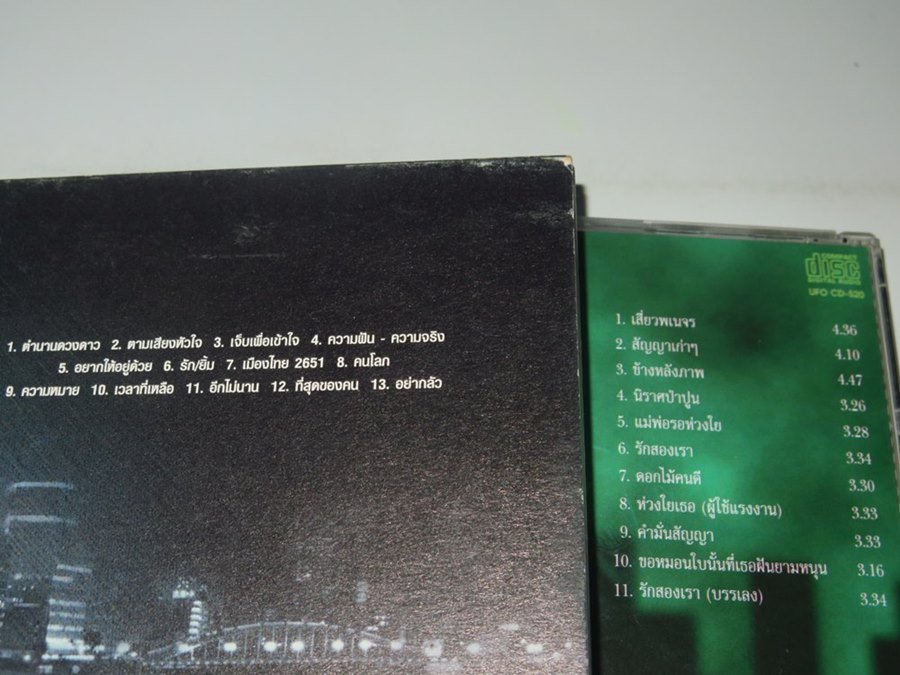 1. ตำนานดวงดาว 2. ตามเสียงหัวใจ 3. เจ็บเพื่อเข้าใจ 4. ความฝัน - ความจริง
5. อยากให้อยู่ด้วย 6. รัก/ยิ้ม 7. เมืองไทย 2651 8. คนโลภ
9. ความหมาย 10. เวลาที่เหลือ 11. อีกไม่นาน 12. ที่สุดของคน 13. อย่ากลัว
COMPACT
disc
DIGITAL AUDIO
UFO CD-520
1. เสี่ยวพเนจร 4.36
2. สัญญาเก่าๆ 4.10
3. ข้างหลังภาพ 4.47
4. นิราศป่าปูน 3.26
5. แม่พ่อรอห่วงใย 3.28
6. รักสองเรา 3.34
7. ดอกไม้คนดี 3.30
8. ห่วงใยเธอ (ผู้ใช้แรงงาน) 3.33
9. คำมั่นสัญญา 3.33
10. ขอหมอนใบนั้นที่เธอฝันยามหนุน 3.16
11. รักสองเรา (บรรเลง) 3.34